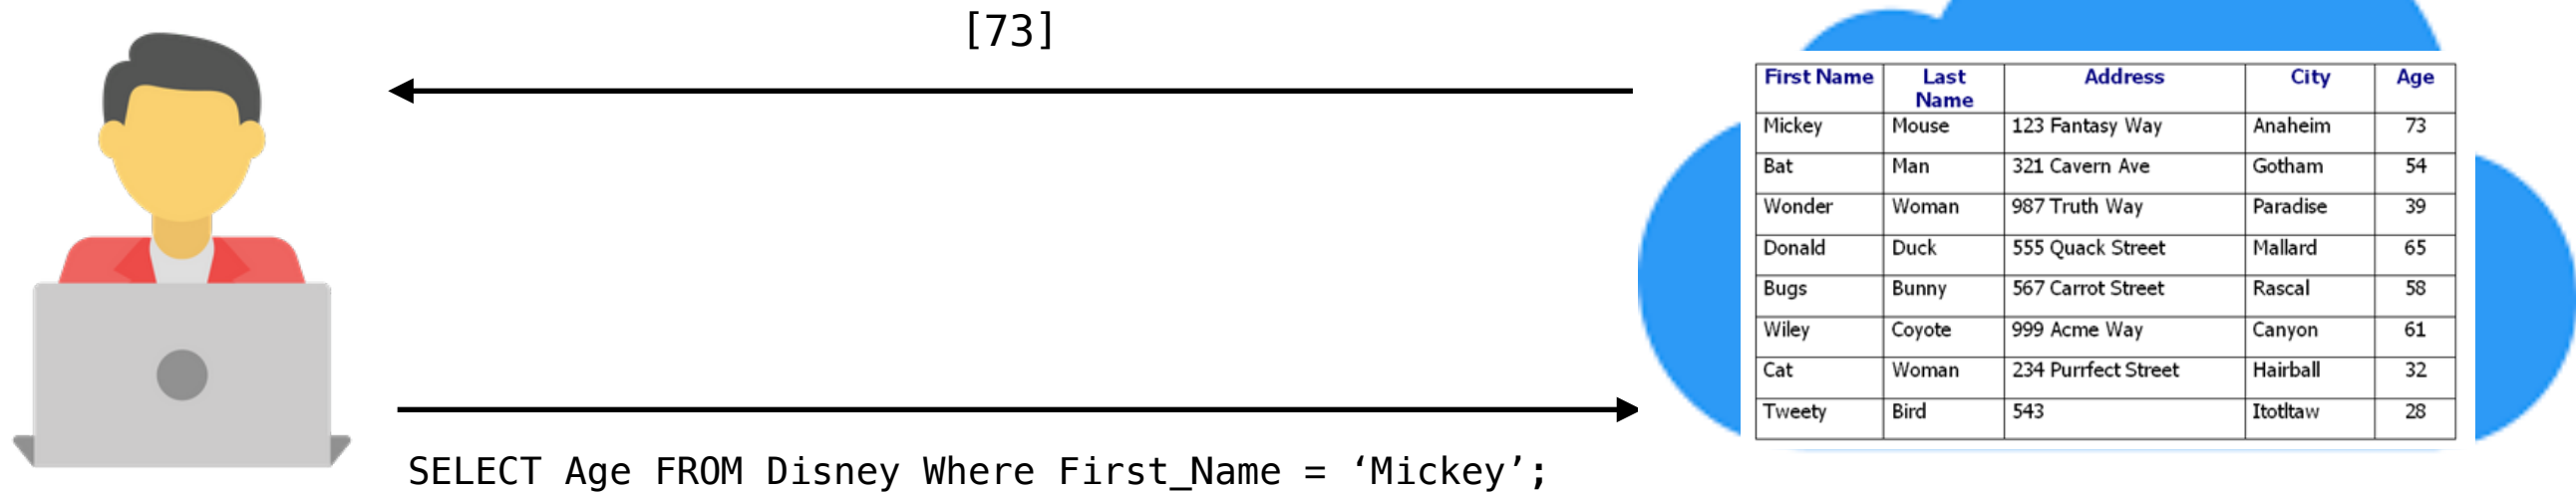 [73]
First Name Last Name Address City Age
Mickey Mouse 123 Fantasy Way Anaheim 73
Bat Man 321 Cavern Ave Gotham 54
Wonder Woman 987 Truth Way Paradise 39
Donald Duck 555 Quack Street Mallard 65
Bugs Bunny 567 Carrot Street Rascal 58
Wiley Coyote 999 Acme Way Canyon 61
Cat Woman 234 Purrfect Street Hairball 32
Tweety Bird 543 Itotltaw 28
SELECT Age FROM Disney Where First_Name = ‘Mickey’;